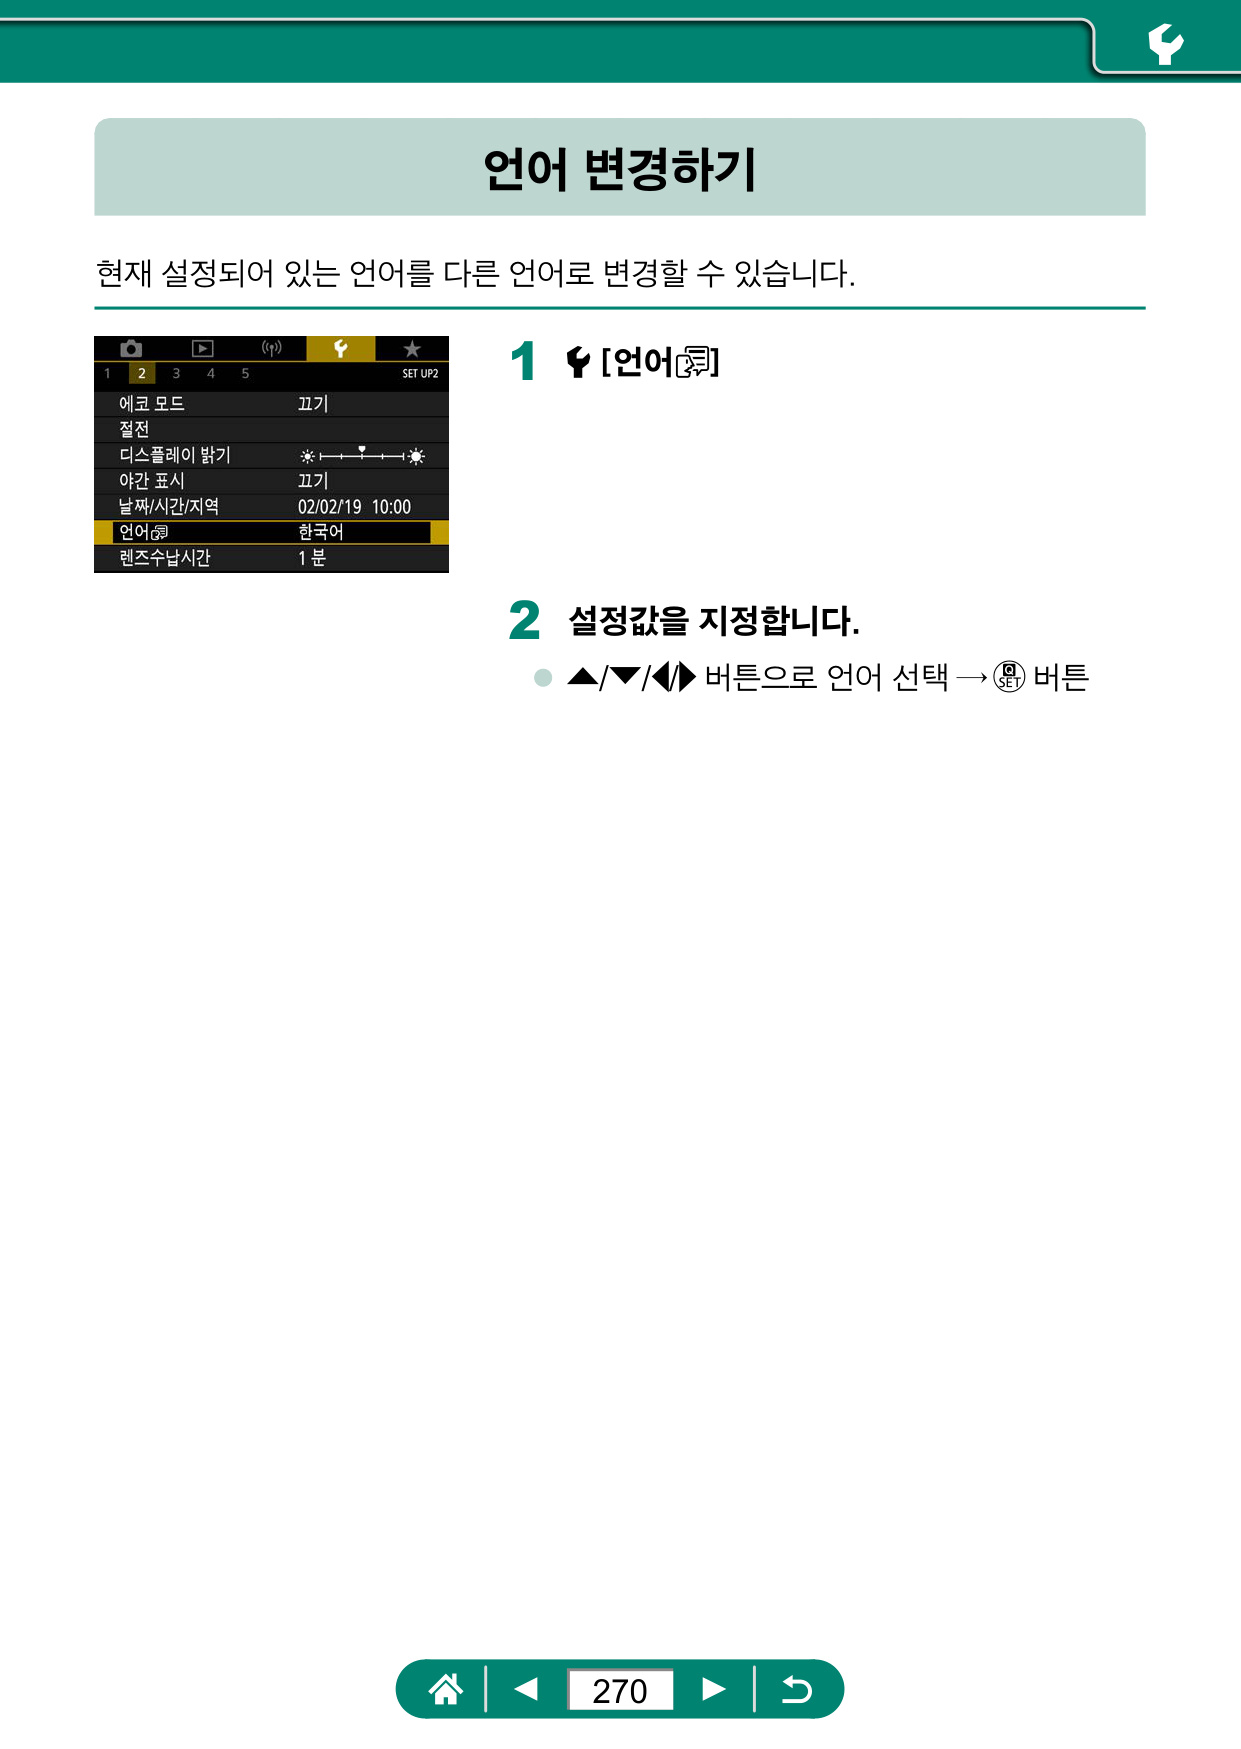 언어 변경하기
현재 설정되어 있는 언어를 다른 언어로 변경할 수 있습니다.
1 2 3 4 5 SET UP2
에코 모드 끄기
절전
디스플레이 밝기
야간 표시 끄기
날짜/시간/지역 02/02/'19 10:00
언어 한국어
렌즈수납시간 1 분
1 [언어]
2 설정값을 지정합니다.
● ▲/▼/◀/▶ 버튼으로 언어 선택 → Q SET 버튼
270